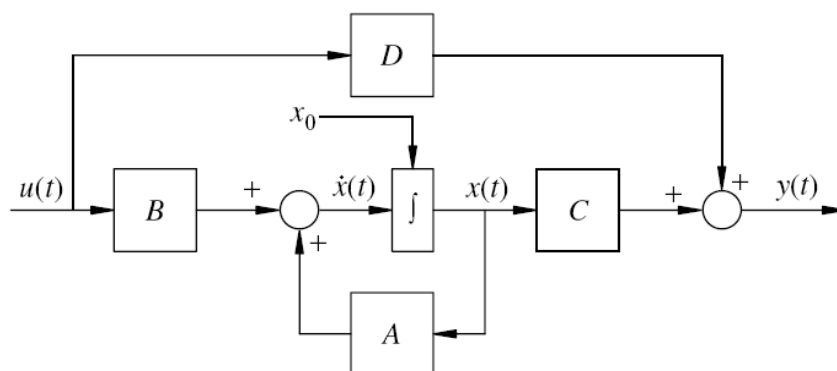 D
x₀
u(t)
B
+
ẋ(t)
∫
x(t)
C
+
+
y(t)
+
A